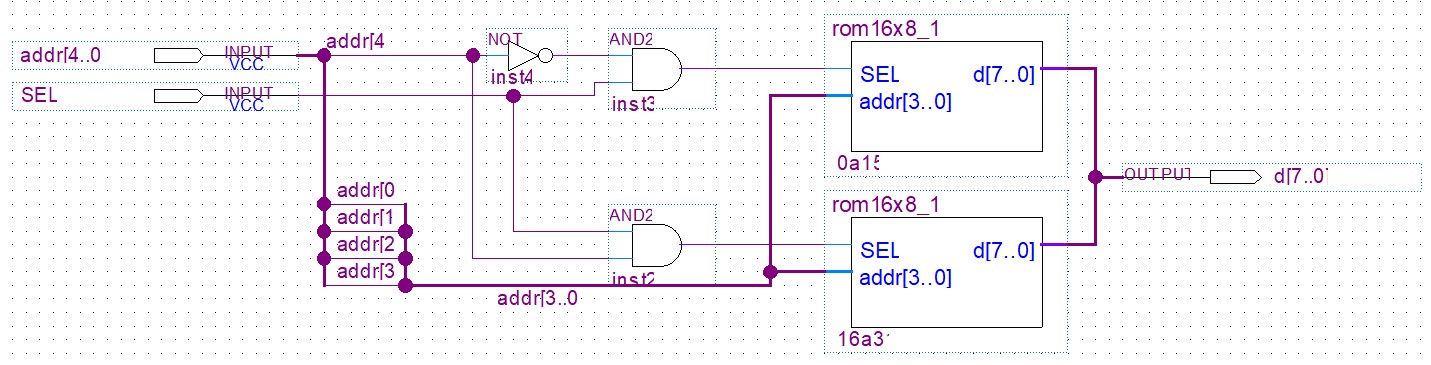 addr[4..0
INPUT
VCC
SEL
INPUT
VCC
addr[4
NOT
inst4
AND2
inst3
rom16x8_1
SEL
d[7..0]
addr[3..0]
0a15
addr[0
addr[1
addr[2
addr[3
addr[3..0
AND2
inst2
rom16x8_1
SEL
d[7..0]
addr[3..0]
16a3
OUTPUT
d[7..0